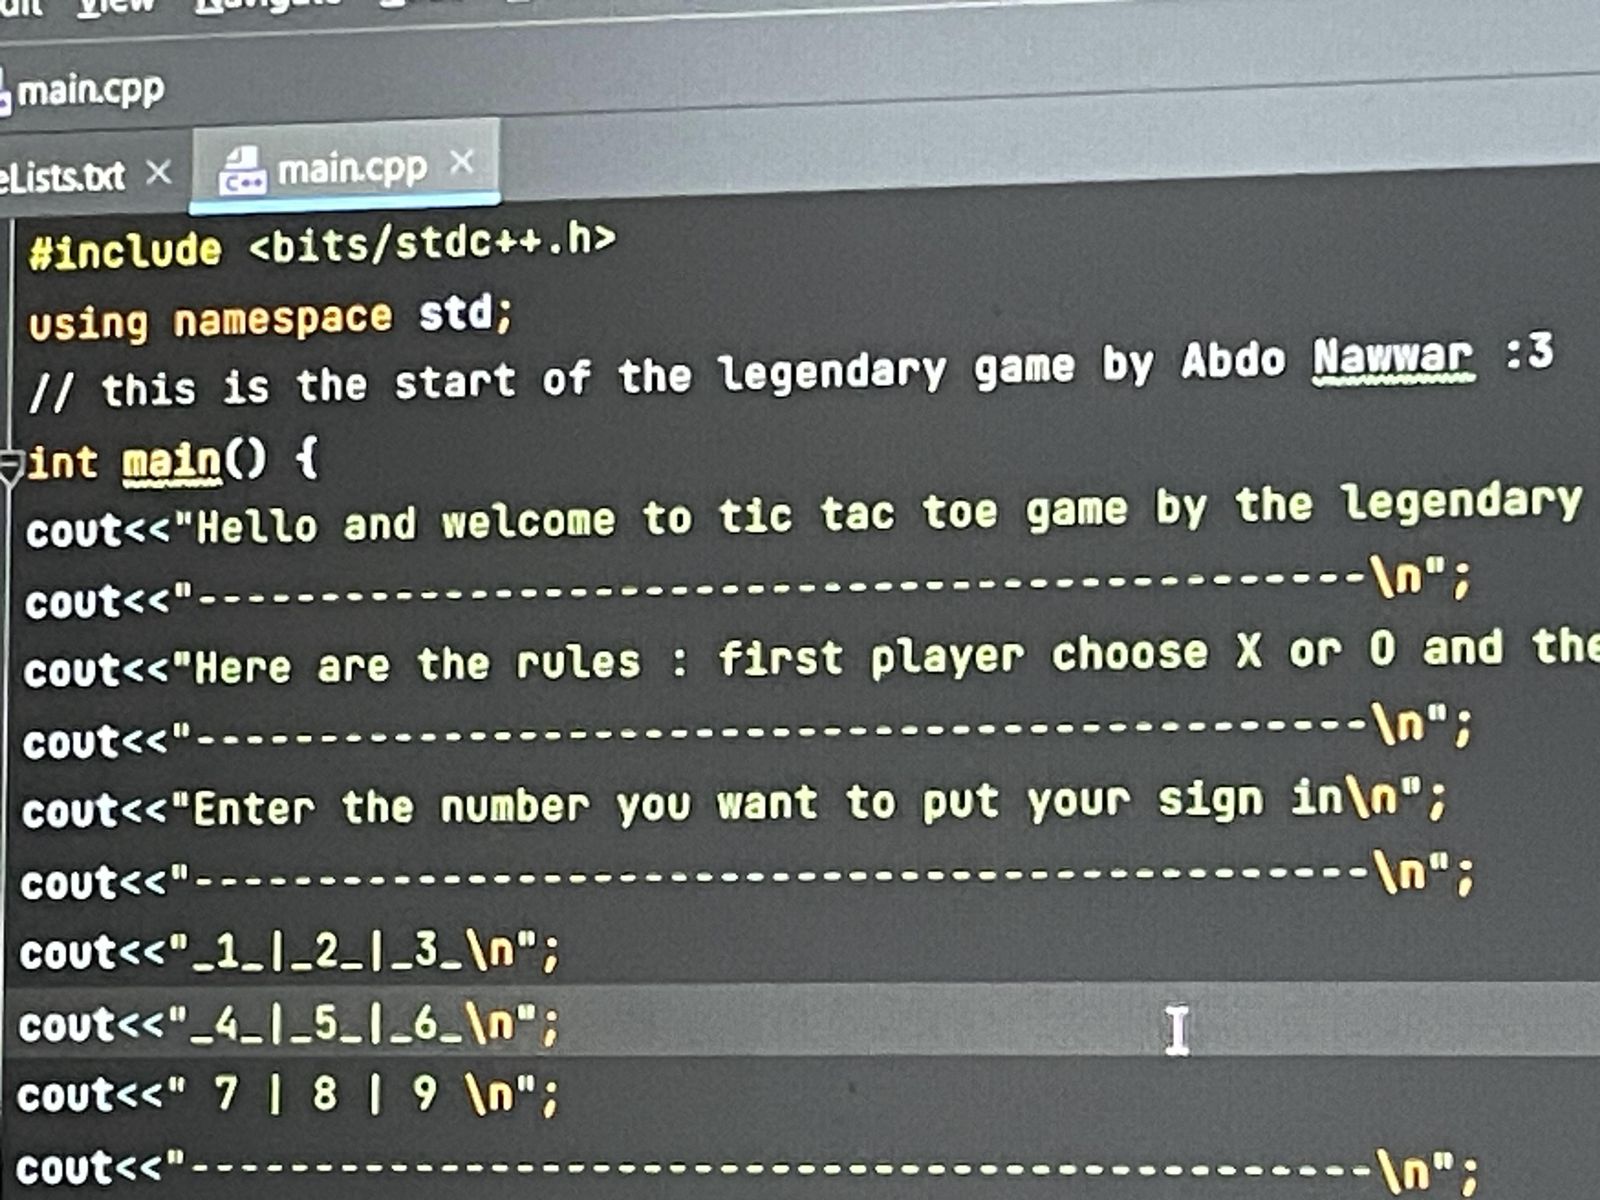 View Navigate
main.cpp
eLists.txt × main.cpp ×
#include <bits/stdc++.h>
using namespace std;
// this is the start of the legendary game by Abdo Nawwar :3
int main() {
cout<<"Hello and welcome to tic tac toe game by the legendary
cout<<"------------------------------------------------\n";
cout<<"Here are the rules : first player choose X or O and the
cout<<"------------------------------------------------\n";
cout<<"Enter the number you want to put your sign in\n";
cout<<"------------------------------------------------\n";
cout<<"_1_|_2_|_3_\n";
cout<<"_4_|_5_|_6_\n";
cout<<" 7 | 8 | 9 \n";
cout<<"------------------------------------------------\n";